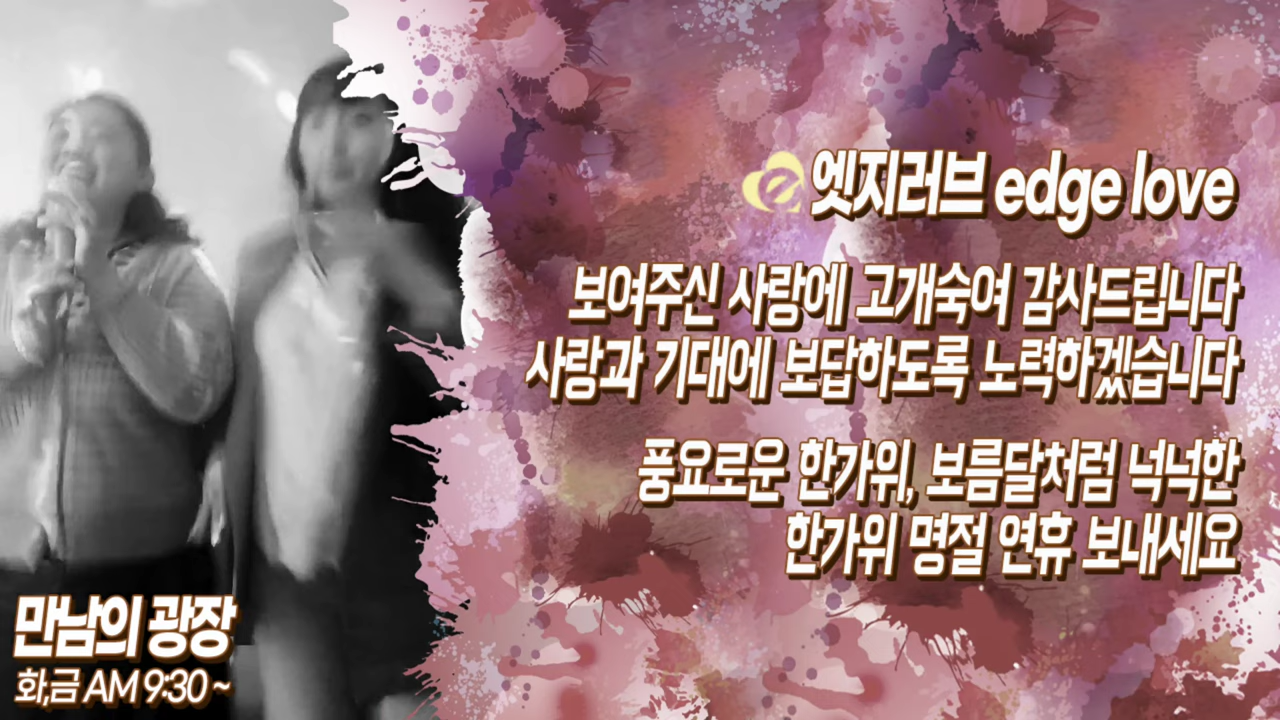 엣지러브 edge love
보여주신 사랑에 고개숙여 감사드립니다
사랑과 기대에 보답하도록 노력하겠습니다
풍요로운 한가위, 보름달처럼 넉넉한
한가위 명절 연휴 보내세요
만남의 광장
화,금 AM 9:30 ~